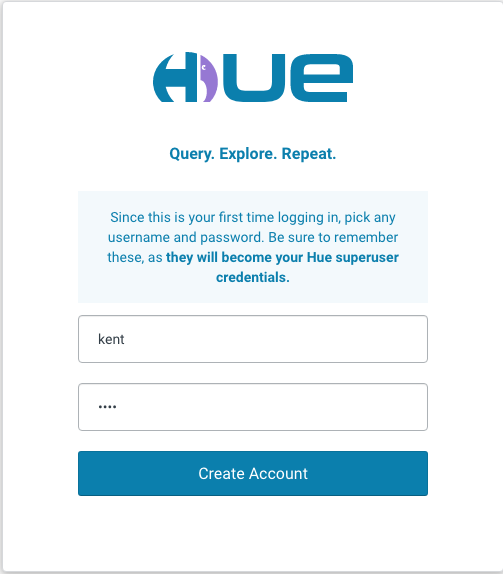 HUE
Query. Explore. Repeat.
Since this is your first time logging in, pick any
username and password. Be sure to remember
these, as they will become your Hue superuser
credentials.
kent
••••
Create Account